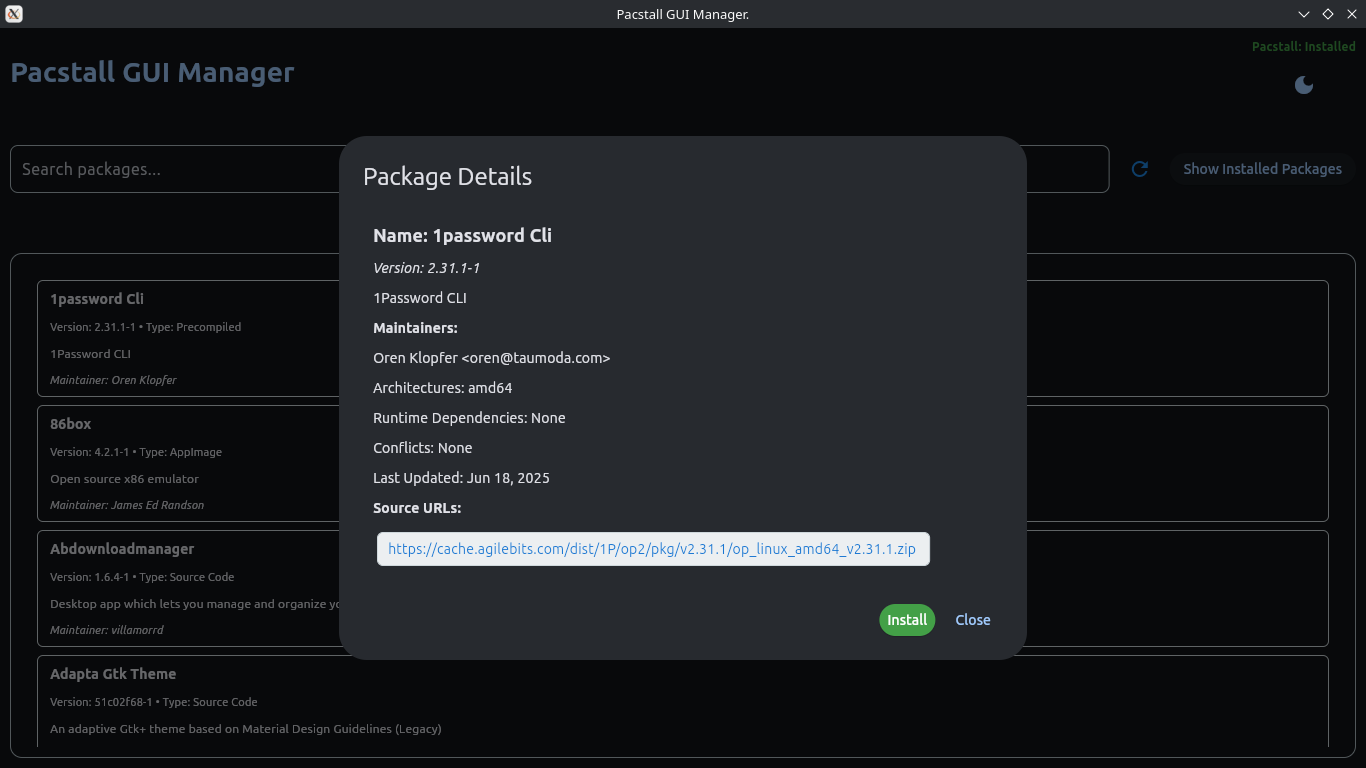 Pacstall GUI Manager.
Pacstall: Installed
Pacstall GUI Manager
Search packages...
Show Installed Packages
Package Details
Name: 1password Cli
Version: 2.31.1-1
1Password CLI
Maintainers:
Oren Klopfer <oren@taumoda.com>
Architectures: amd64
Runtime Dependencies: None
Conflicts: None
Last Updated: Jun 18, 2025
Source URLs:
https://cache.agilebits.com/dist/1P/op2/pkg/v2.31.1/op_linux_amd64_v2.31.1.zip
Install
Close
1password Cli
Version: 2.31.1-1 • Type: Precompiled
1Password CLI
Maintainer: Oren Klopfer
86box
Version: 4.2.1-1 • Type: AppImage
Open source x86 emulator
Maintainer: James Ed Randson
Abdownloadmanager
Version: 1.6.4-1 • Type: Source Code
Desktop app which lets you manage and organize
Maintainer: villamorrd
Adapta Gtk Theme
Version: 51c02f68-1 • Type: Source Code
An adaptive Gtk+ theme based on Material Design Guidelines (Legacy)